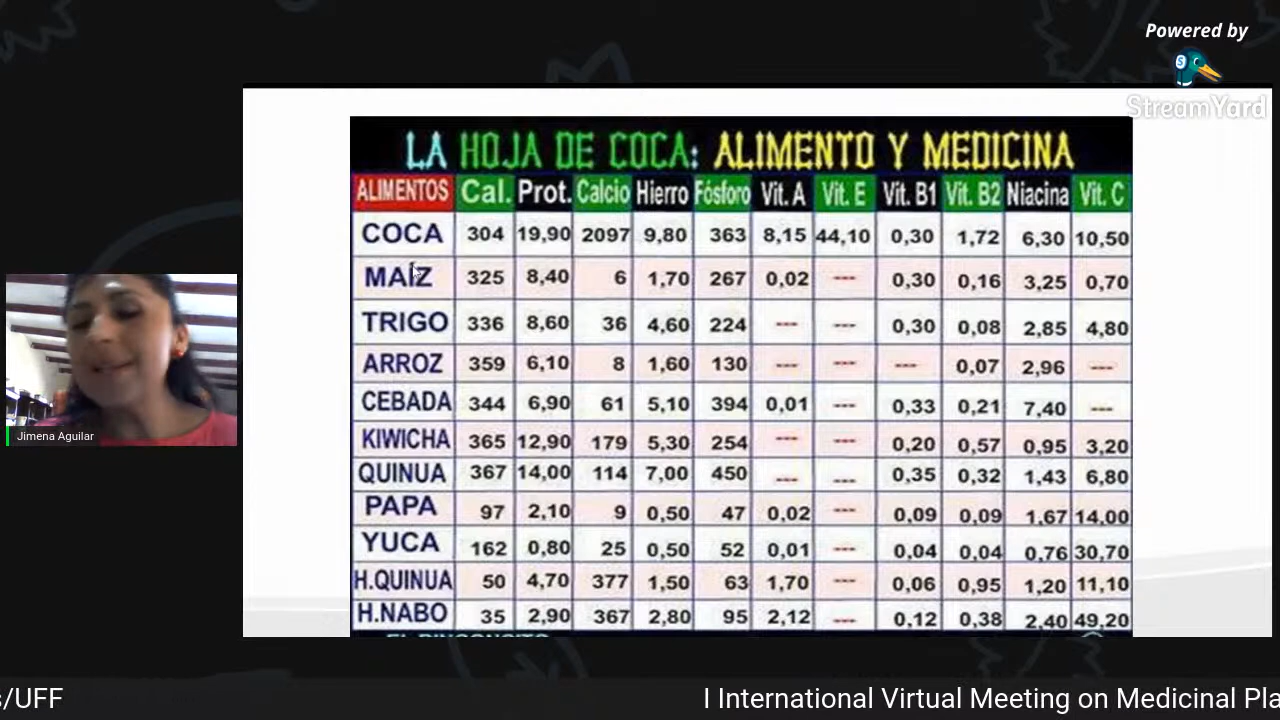 Powered by
StreamYard
LA HOJA DE COCA: ALIMENTO Y MEDICINA
ALIMENTOS Cal. Prot. Calcio Hierro Fósforo Vit. A Vit. E Vit. B1 Vit. B2 Niacina Vit. C
COCA 304 19,90 2097 9,80 363 8,15 44,10 0,30 1,72 6,30 10,50
MAÍZ 325 8,40 6 1,70 267 0,02 --- 0,30 0,16 3,25 0,70
TRIGO 336 8,60 36 4,60 224 --- --- 0,30 0,08 2,85 4,80
ARROZ 359 6,10 8 1,60 130 --- --- --- 0,07 2,96 ---
CEBADA 344 6,90 61 5,10 394 0,01 --- 0,33 0,21 7,40 ---
KIWICHA 365 12,90 179 5,30 254 --- --- 0,20 0,57 0,95 3,20
QUINUA 367 14,00 114 7,00 450 --- --- 0,35 0,32 1,43 6,80
PAPA 97 2,10 9 0,50 47 0,02 --- 0,09 0,09 1,67 14,00
YUCA 162 0,80 25 0,50 52 0,01 --- 0,04 0,04 0,76 30,70
H.QUINUA 50 4,70 377 1,50 63 1,70 --- 0,06 0,95 1,20 11,10
H.NABO 35 2,90 367 2,80 95 2,12 --- 0,12 0,38 2,40 49,20
Jimena Aguilar
s/UFF I International Virtual Meeting on Medicinal Pla